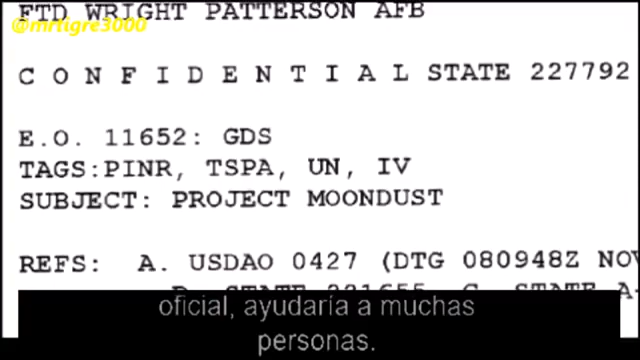 FTD WRIGHT PATTERSON AFB
@mrtigre3000
C O N F I D E N T I A L STATE 227792
E.O. 11652: GDS
TAGS:PINR, TSPA, UN, IV
SUBJECT: PROJECT MOONDUST
REFS: A. USDAO 0427 (DTG 080948Z NOV
oficial, ayudaría a muchas
personas.